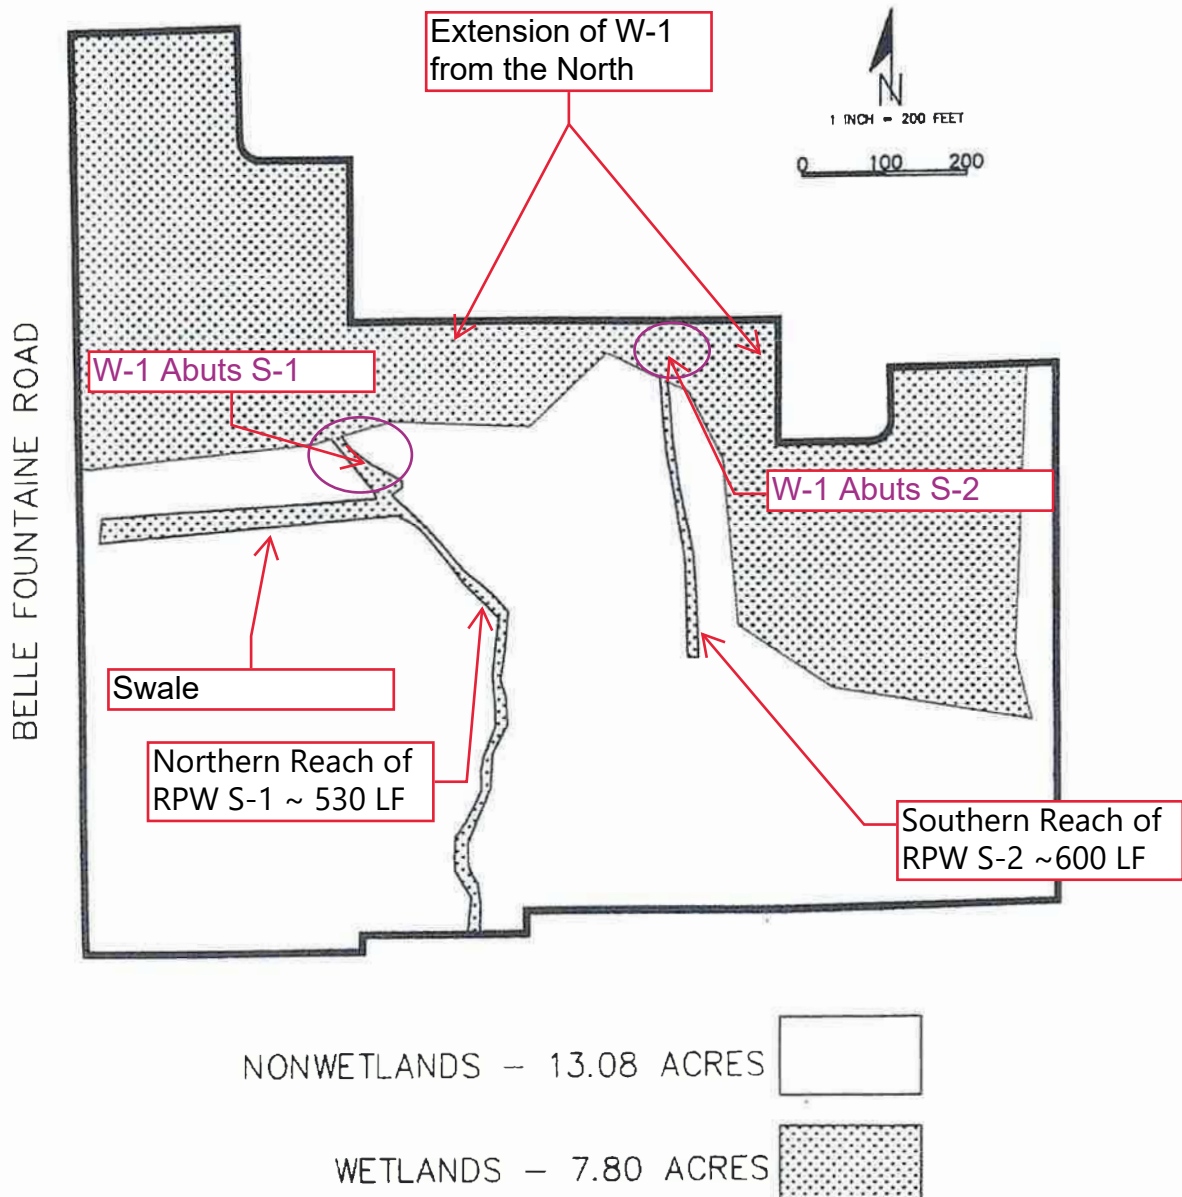 Extension of W-1
from the North
N
1 INCH = 200 FEET
0 100 200
BELLE FOUNTAINE ROAD
W-1 Abuts S-1
W-1 Abuts S-2
Swale
Northern Reach of
RPW S-1 ~ 530 LF
Southern Reach of
RPW S-2 ~600 LF
NONWETLANDS - 13.08 ACRES
WETLANDS - 7.80 ACRES